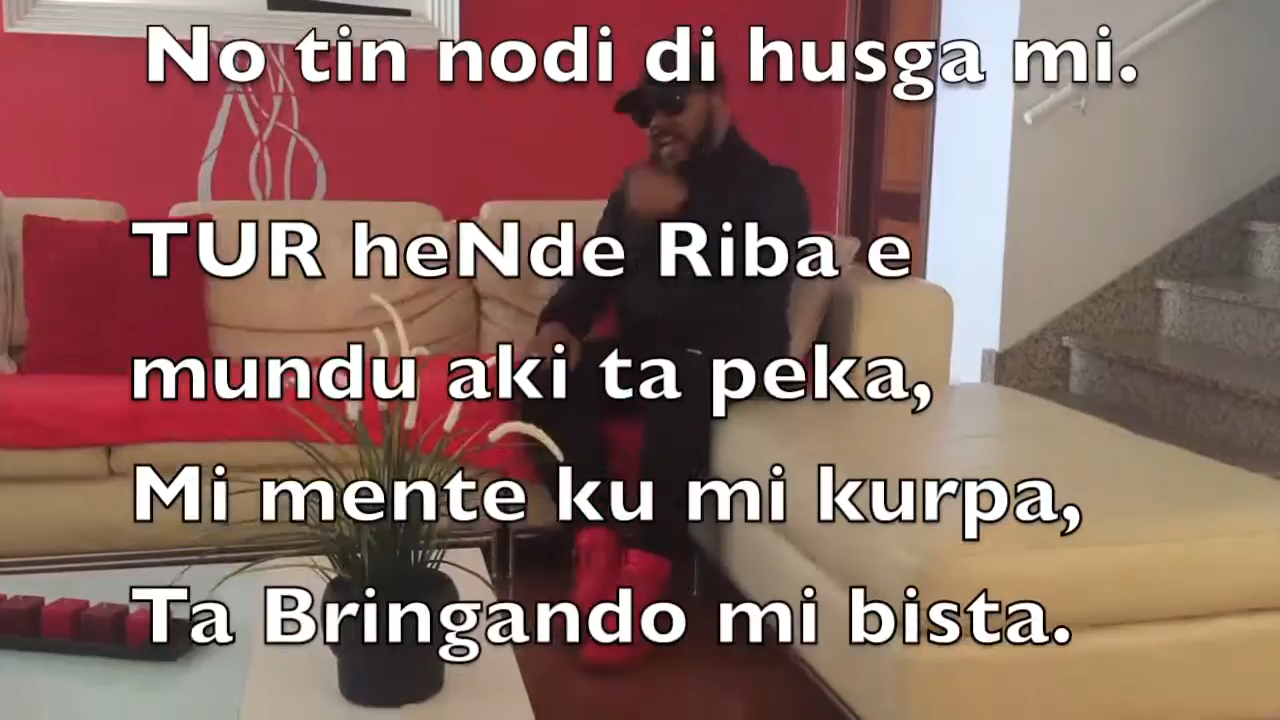 No tin nodi di husga mi.
TUR heNde Riba e
mundu aki ta peka,
Mi mente ku mi kurpa,
Ta Bringando mi bista.